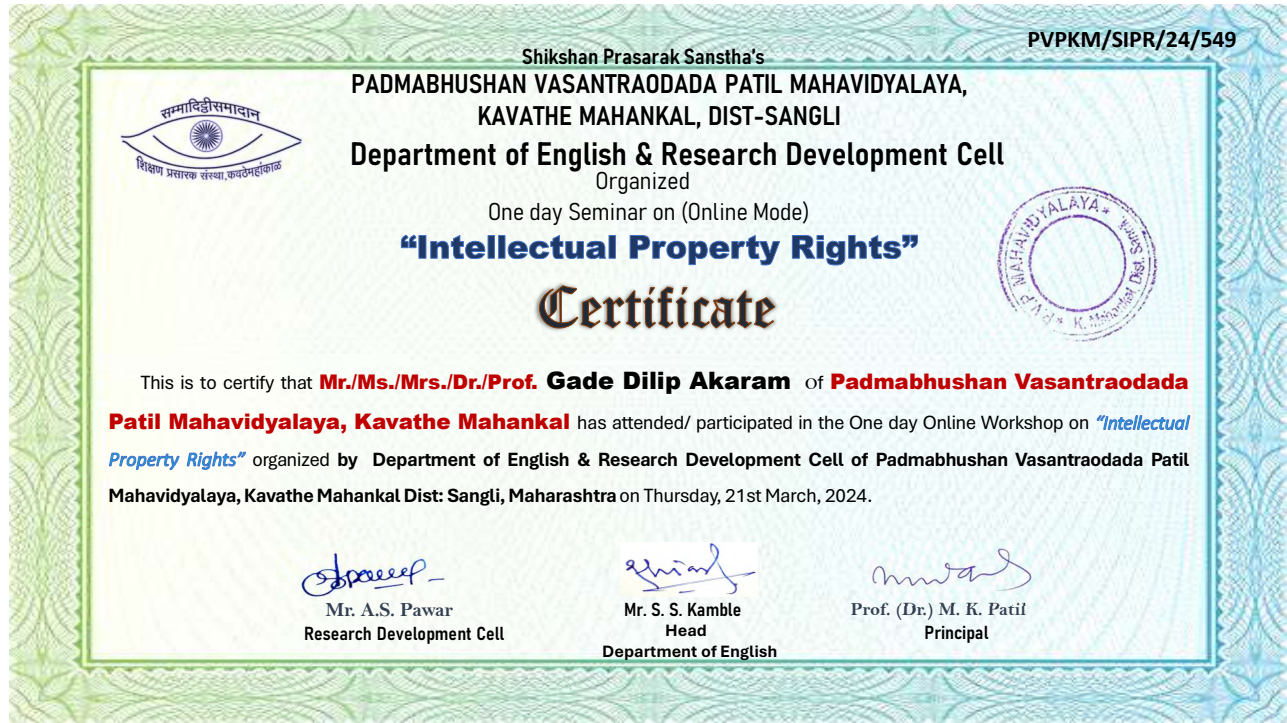 PVPKM/SIPR/24/549
Shikshan Prasarak Sanstha's
PADMABHUSHAN VASANTRAODADA PATIL MAHAVIDYALAYA,
KAVATHE MAHANKAL, DIST-SANGLI
सम्मादिट्ठीसमादान
शिक्षण प्रसारक संस्था,कवठेमहांकाळ
Department of English & Research Development Cell
Organized
One day Seminar on (Online Mode)
“Intellectual Property Rights”
P.V.P. MAHAVIDYALAYA * K. Mahankal, Dist. Sangli *
Certificate
This is to certify that Mr./Ms./Mrs./Dr./Prof. Gade Dilip Akaram Of Padmabhushan Vasantraodada
Patil Mahavidyalaya, Kavathe Mahankal has attended/ participated in the One day Online Workshop on “Intellectual
Property Rights” organized by Department of English & Research Development Cell of Padmabhushan Vasantraodada Patil
Mahavidyalaya, Kavathe Mahankal Dist: Sangli, Maharashtra on Thursday, 21st March, 2024.
Mr. A.S. Pawar
Research Development Cell
Mr. S. S. Kamble
Head
Department of English
Prof. (Dr.) M. K. Patil
Principal